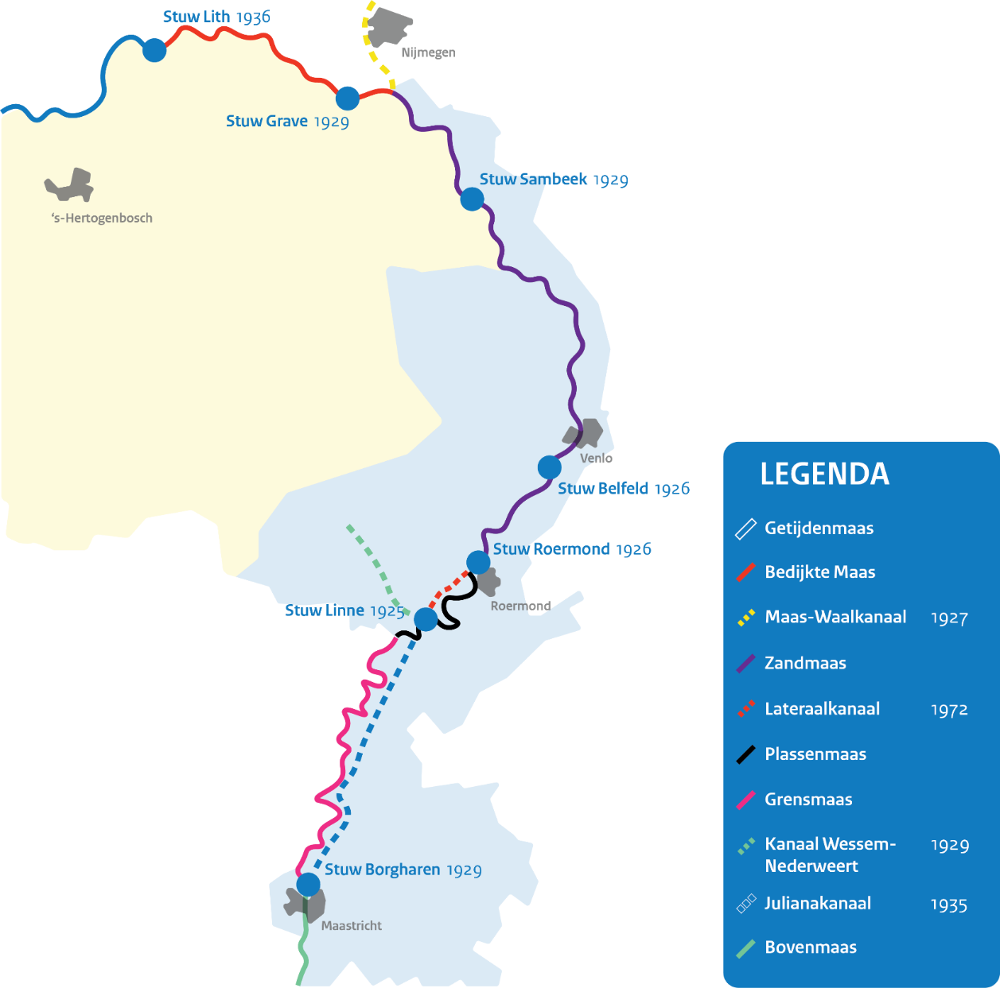 Stuw Lith 1936
Nijmegen
Stuw Grave 1929
Stuw Sambeek 1929
‘s-Hertogenbosch
Venlo
Stuw Belfeld 1926
Stuw Roermond 1926
Roermond
Stuw Linne 1925
Stuw Borgharen 1929
Maastricht
LEGENDA
Getijdenmaas
Bedijkte Maas
Maas-Waalkanaal 1927
Zandmaas
Lateraalkanaal 1972
Plassenmaas
Grensmaas
Kanaal Wessem- 1929
Nederweert
Julianakanaal 1935
Bovenmaas